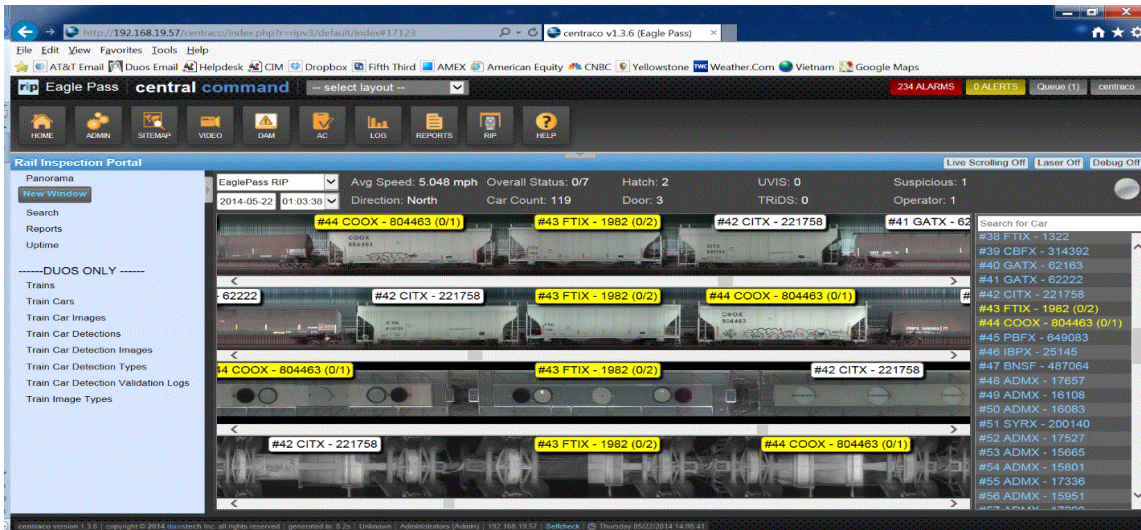 http://192.168.19.57/centraco/index.php?r=ripv3/default/index#17123
centraco v1.3.6 (Eagle Pass)
File Edit View Favorites Tools Help
AT&T Email Duos Email Helpdesk CIM Dropbox Fifth Third AMEX American Equity CNBC Yellowstone Weather.Com Vietnam Google Maps
rip Eagle Pass central command -- select layout -- 234 ALARMS 0 ALERTS Queue (1) centraco
HOME ADMIN SITEMAP VIDEO DAM AC LOG REPORTS RIP HELP
Rail Inspection Portal Live Scrolling Off Laser Off Debug Off
Panorama
New Window
Search
Reports
Uptime
------DUOS ONLY ------
Trains
Train Cars
Train Car Images
Train Car Detections
Train Car Detection Images
Train Car Detection Types
Train Car Detection Validation Logs
Train Image Types
EaglePass RIP Avg Speed: 5.048 mph Overall Status: 0/7 Hatch: 2 UVIS: 0 Suspicious: 1
2014-05-22 01:03:38 Direction: North Car Count: 119 Door: 3 TRiDS: 0 Operator: 1
#44 COOX - 804463 (0/1) #43 FTIX - 1982 (0/2) #42 CITX - 221758 #41 GATX - 62
COOX
804463
62222 #42 CITX - 221758 #43 FTIX - 1982 (0/2) #44 COOX - 804463 (0/1) #
COOX
804463
44 COOX - 804463 (0/1) #43 FTIX - 1982 (0/2) #42 CITX - 221758
#42 CITX - 221758 #43 FTIX - 1982 (0/2) #44 COOX - 804463 (0/1)
Search for Car
#38 FTIX - 1322
#39 CBFX - 314392
#40 GATX - 62163
#41 GATX - 62222
#42 CITX - 221758
#43 FTIX - 1982 (0/2)
#44 COOX - 804463 (0/1)
#45 PBFX - 649083
#46 IBPX - 25145
#47 BNSF - 487064
#48 ADMX - 17657
#49 ADMX - 16108
#50 ADMX - 16083
#51 SYRX - 200140
#52 ADMX - 17527
#53 ADMX - 15665
#54 ADMX - 15801
#55 ADMX - 17336
#56 ADMX - 15951
centraco version 1.3.6 | copyright © 2014 duostech Inc. all rights reserved | generated in: 0.2s | Unknown | Administrators (Admin) | 192.168.19.57 | Selfcheck | Thursday 05/22/2014 14:00:41